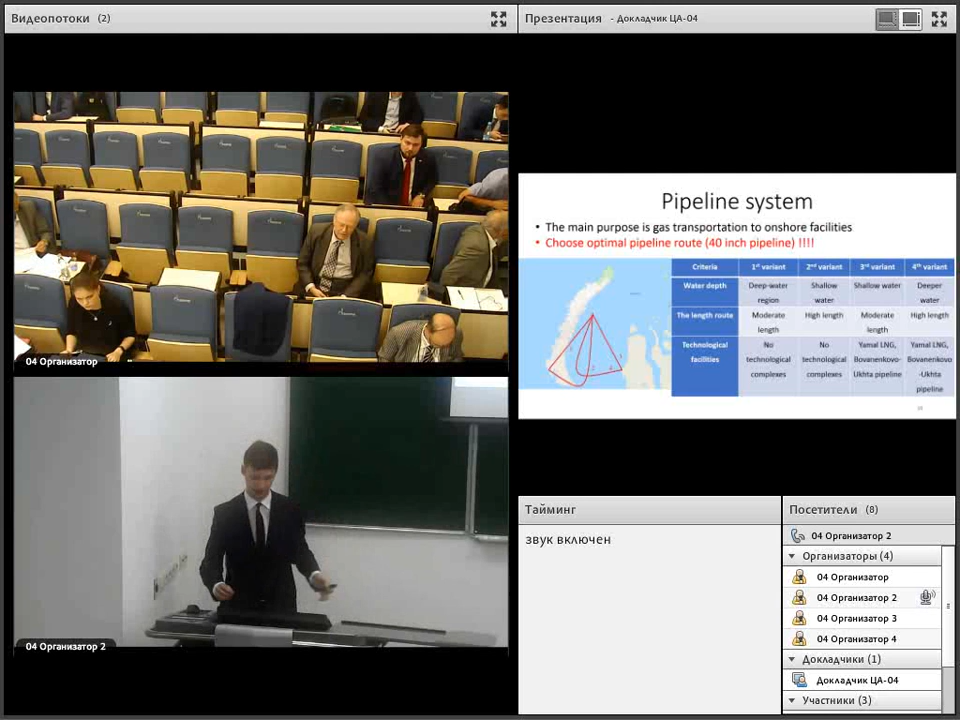 Видеопотоки (2)
Презентация - Докладчик ЦА-04
04 Организатор
04 Организатор 2
Pipeline system
• The main purpose is gas transportation to onshore facilities
• Choose optimal pipeline route (40 inch pipeline) !!!!
Criteria 1st variant 2nd variant 3rd variant 4th variant
Water depth Deep-water region Shallow water Shallow water Deeper water
The length route Moderate length High length Moderate length High length
Technological facilities No technological complexes No technological complexes Yamal LNG, Bovanenkovo-Ukhta pipeline Yamal LNG, Bovanenkovo-Ukhta pipeline
Тайминг
звук включен
Посетители (8)
04 Организатор 2
Организаторы (4)
04 Организатор
04 Организатор 2
04 Организатор 3
04 Организатор 4
Докладчики (1)
Докладчик ЦА-04
Участники (3)